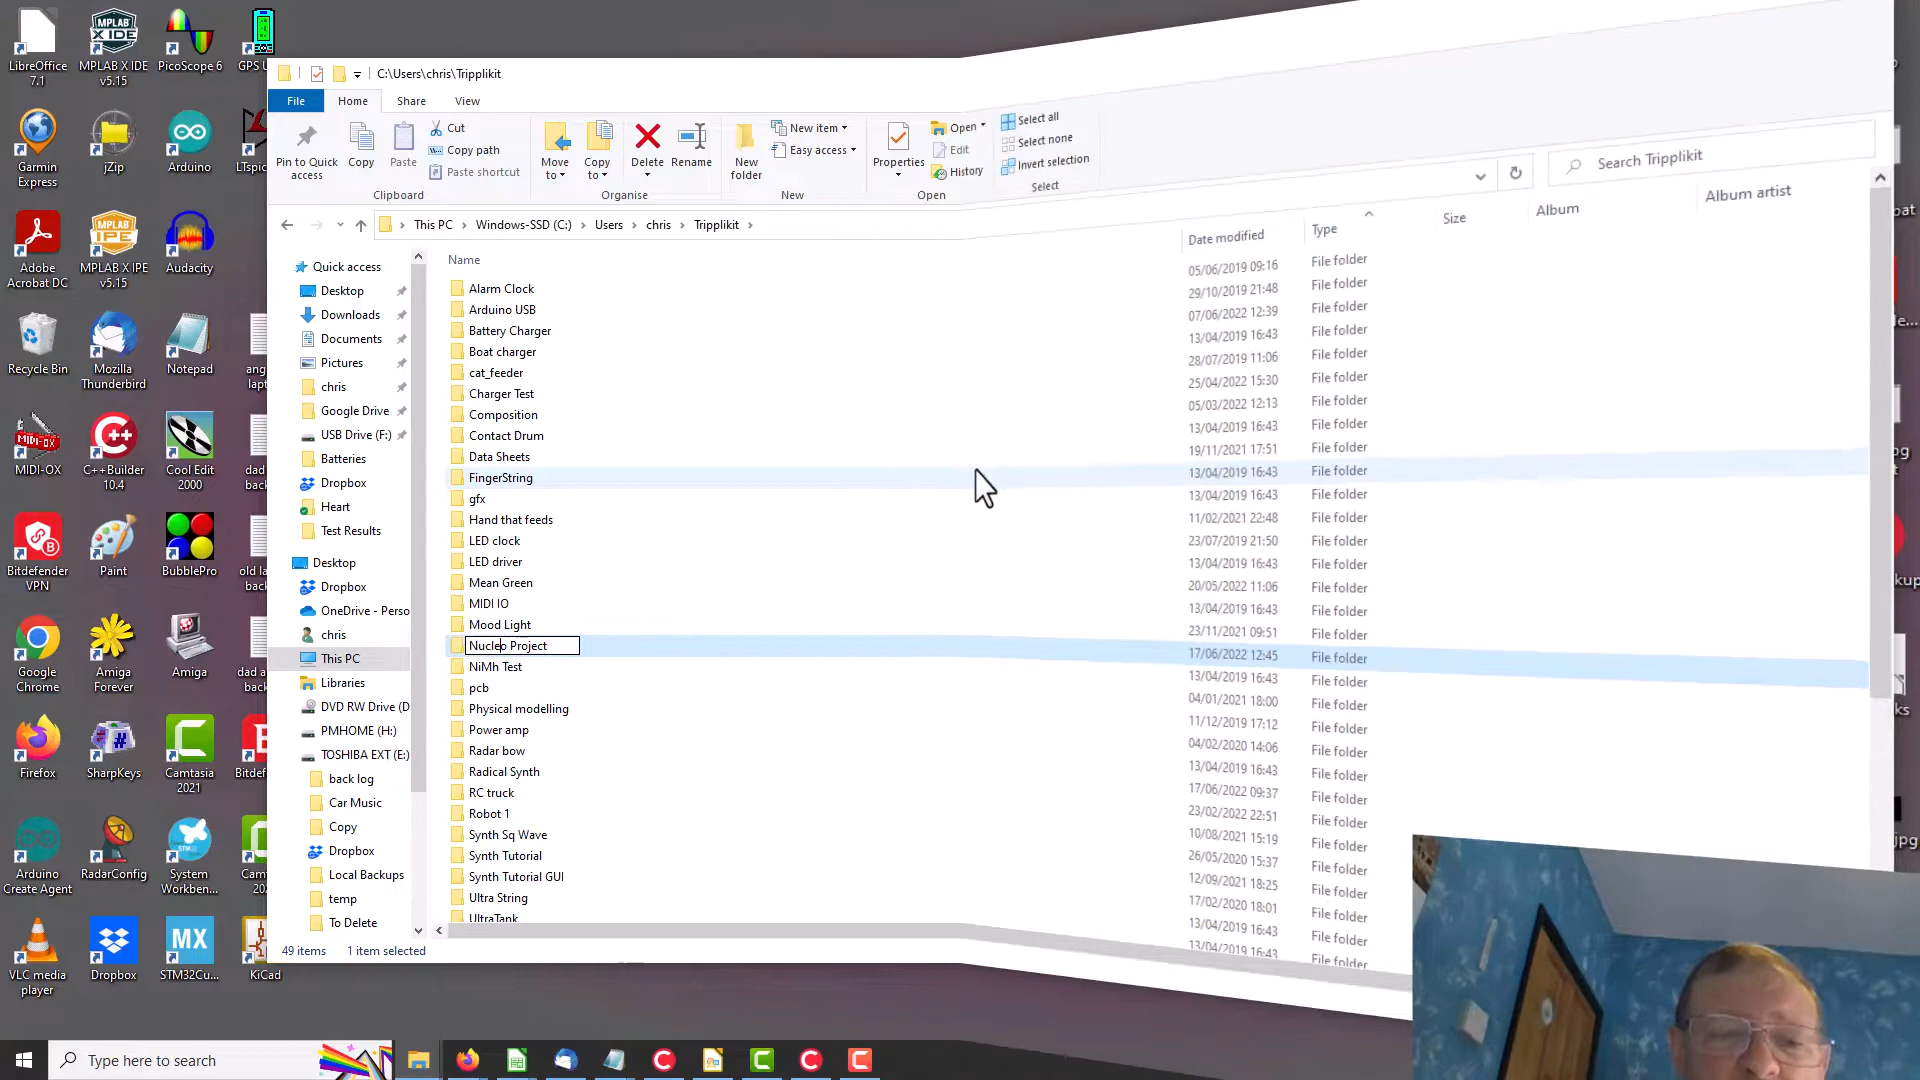 LibreOffice 7.1
MPLAB X IDE v5.15
PicoScope 6
GPS U
Garmin Express
jZip
Arduino
LTspic
Adobe Acrobat DC
MPLAB X IPE v5.15
Audacity
Recycle Bin
Mozilla Thunderbird
Notepad
ang lapt
MIDI-OX
C++Builder 10.4
Cool Edit 2000
dad back
Bitdefender VPN
Paint
BubblePro
old la back
Google Chrome
Amiga Forever
Amiga
dad a back
Firefox
SharpKeys
Camtasia 2021
Bitdef
Arduino Create Agent
RadarConfig
System Workben...
Camt 202
VLC media player
Dropbox
STM32Cu...
KiCad
C:\Users\chris\Tripplikit
File Home Share View
Pin to Quick access
Copy
Paste
Cut
Copy path
Paste shortcut
Clipboard
Move to
Copy to
Delete
Rename
Organise
New folder
New item
Easy access
New
Properties
Open
Edit
History
Open
Select all
Select none
Invert selection
Select
This PC > Windows-SSD (C:) > Users > chris > Tripplikit >
Search Tripplikit
Quick access
Desktop
Downloads
Documents
Pictures
chris
Google Drive
USB Drive (F:)
Batteries
Dropbox
Heart
Test Results
Desktop
Dropbox
OneDrive - Perso
chris
This PC
Libraries
DVD RW Drive (D
PMHOME (H:)
TOSHIBA EXT (E:)
back log
Car Music
Copy
Dropbox
Local Backups
temp
To Delete
Name Date modified Type Size Album Album artist
Alarm Clock 05/06/2019 09:16 File folder
Arduino USB 29/10/2019 21:48 File folder
Battery Charger 07/06/2022 12:39 File folder
Boat charger 13/04/2019 16:43 File folder
cat_feeder 28/07/2019 11:06 File folder
Charger Test 25/04/2022 15:30 File folder
Composition 05/03/2022 12:13 File folder
Contact Drum 13/04/2019 16:43 File folder
Data Sheets 19/11/2021 17:51 File folder
FingerString 13/04/2019 16:43 File folder
gfx 13/04/2019 16:43 File folder
Hand that feeds 11/02/2021 22:48 File folder
LED clock 23/07/2019 21:50 File folder
LED driver 13/04/2019 16:43 File folder
Mean Green 20/05/2022 11:06 File folder
MIDI IO 13/04/2019 16:43 File folder
Mood Light 23/11/2021 09:51 File folder
Nucleo Project 17/06/2022 12:45 File folder
NiMh Test 13/04/2019 16:43 File folder
pcb 04/01/2021 18:00 File folder
Physical modelling 11/12/2019 17:12 File folder
Power amp 04/02/2020 14:06 File folder
Radar bow 13/04/2019 16:43 File folder
Radical Synth 17/06/2022 09:37 File folder
RC truck 23/02/2022 22:51 File folder
Robot 1 10/08/2021 15:19 File folder
Synth Sq Wave 26/05/2020 15:37 File folder
Synth Tutorial 12/09/2021 18:25 File folder
Synth Tutorial GUI 17/02/2020 18:01 File folder
Ultra String 13/04/2019 16:43 File folder
UltraTank 13/04/2019 16:43 File folder
49 items 1 item selected
Type here to search